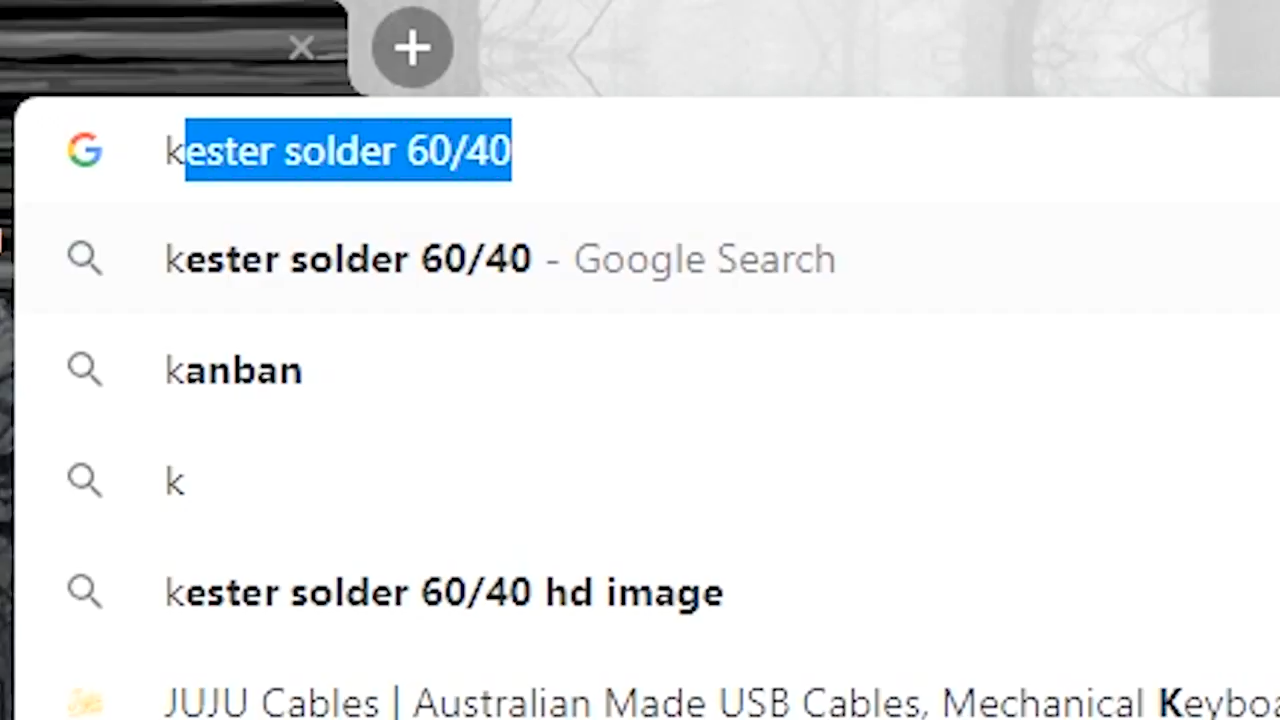 kester solder 60/40
kester solder 60/40 - Google Search
kanban
k
kester solder 60/40 hd image
JUJU Cables | Australian Made USB Cables, Mechanical Keyboa